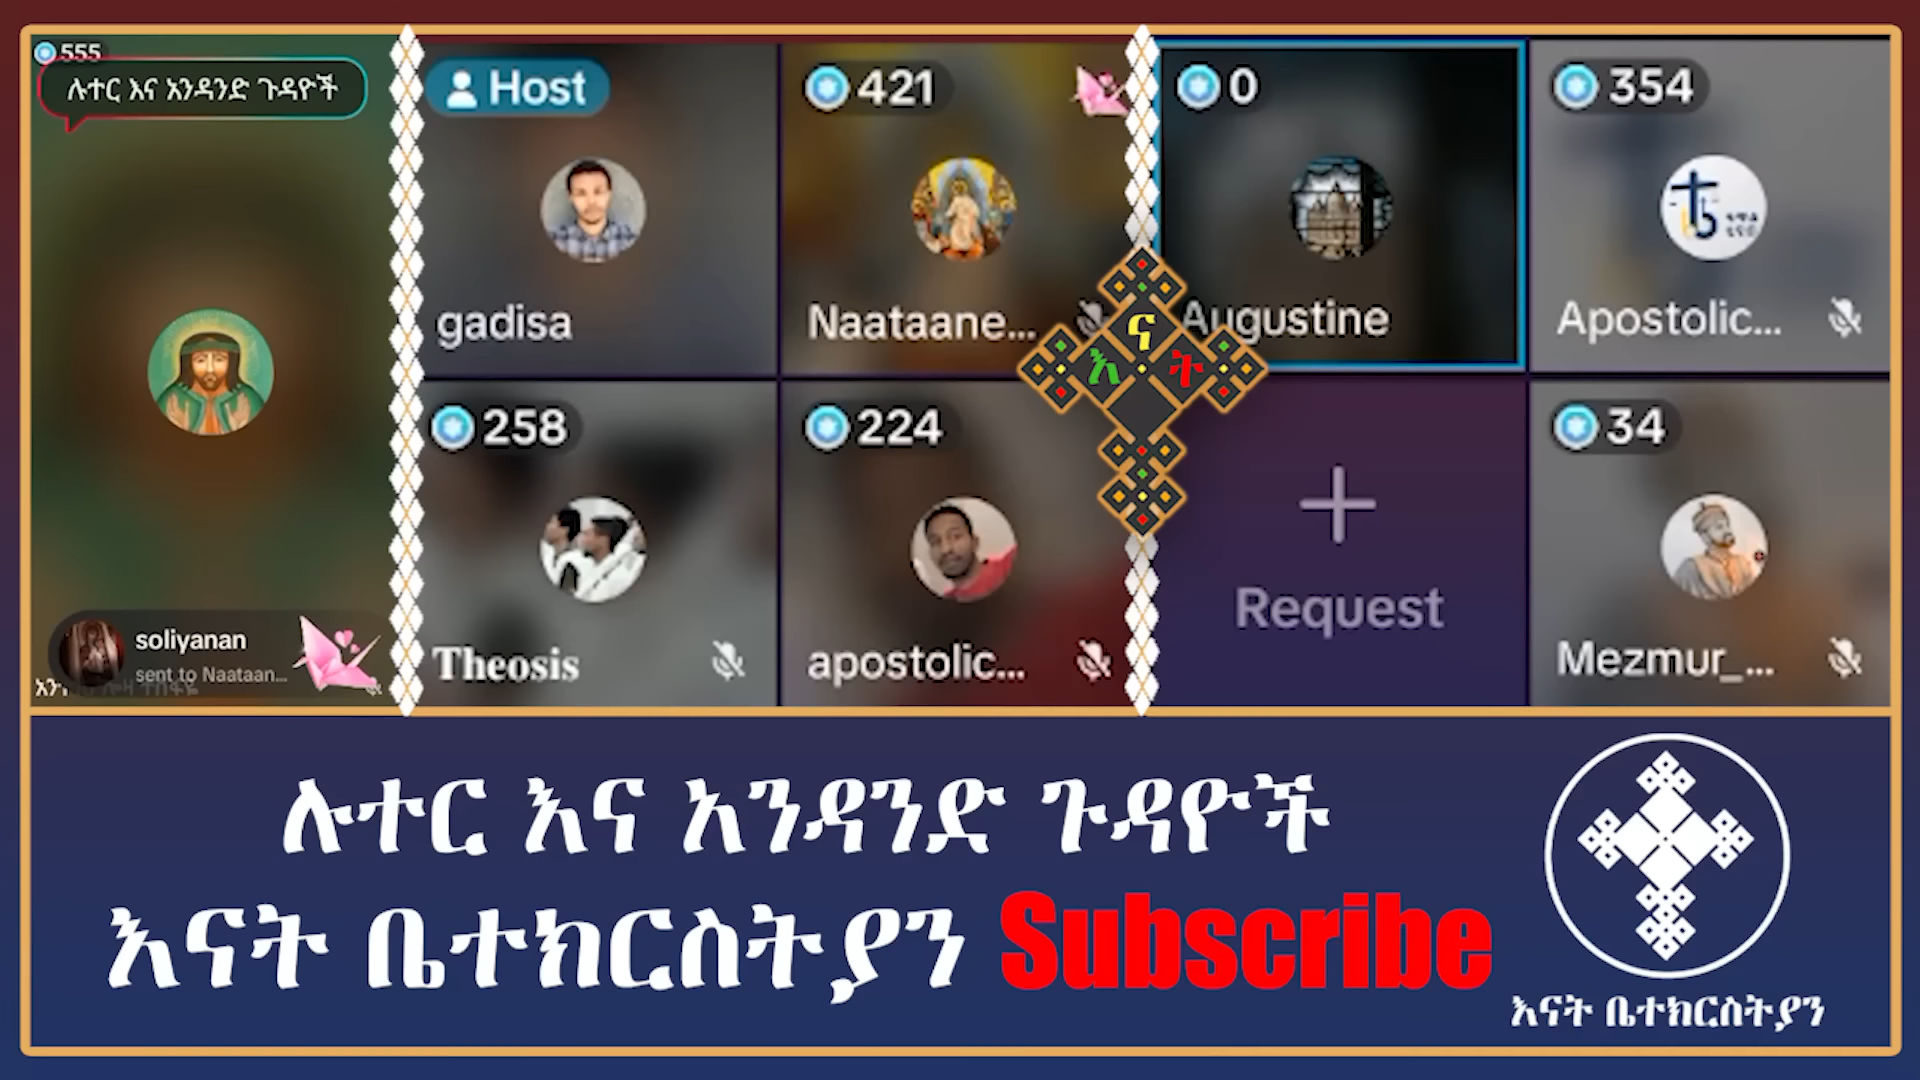 555
ሉተር እና አንዳንድ ጉዳዮች
soliyanan
sent to Naataan...
Host
gadisa
421
Naataane...
0
Augustine
354
Apostolic...
258
Theosis
224
apostolic...
Request
34
Mezmur_...
እ ና ት
ሉተር እና አንዳንድ ጉዳዮች
እናት ቤተክርስትያን Subscribe
እናት ቤተክርስትያን